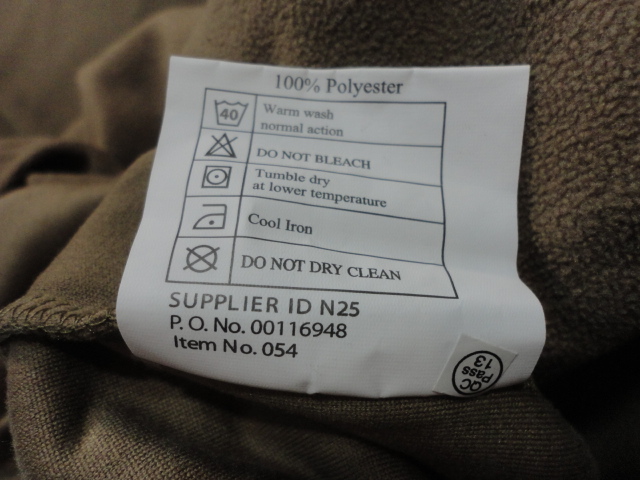 100% Polyester
40
Warm wash
normal action
DO NOT BLEACH
Tumble dry
at lower temperature
Cool Iron
DO NOT DRY CLEAN
SUPPLIER ID N25
P. O. No. 00116948
Item No. 054
QC
Pass
13